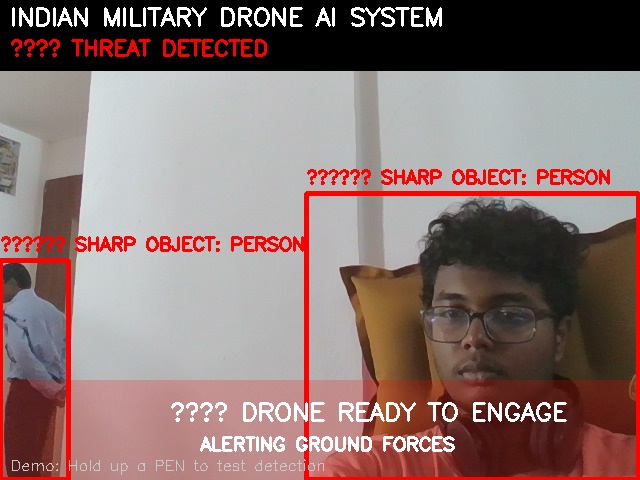 INDIAN MILITARY DRONE AI SYSTEM
???? THREAT DETECTED
?????? SHARP OBJECT: PERSON
?????? SHARP OBJECT: PERSON
???? DRONE READY TO ENGAGE
ALERTING GROUND FORCES
Demo: Hold up a PEN to test detection